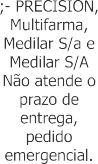 ;- PRECISION,
Multifarma,
Medilar S/a e
Medilar S/A
Não atende o
prazo de
entrega,
pedido
emergencial.